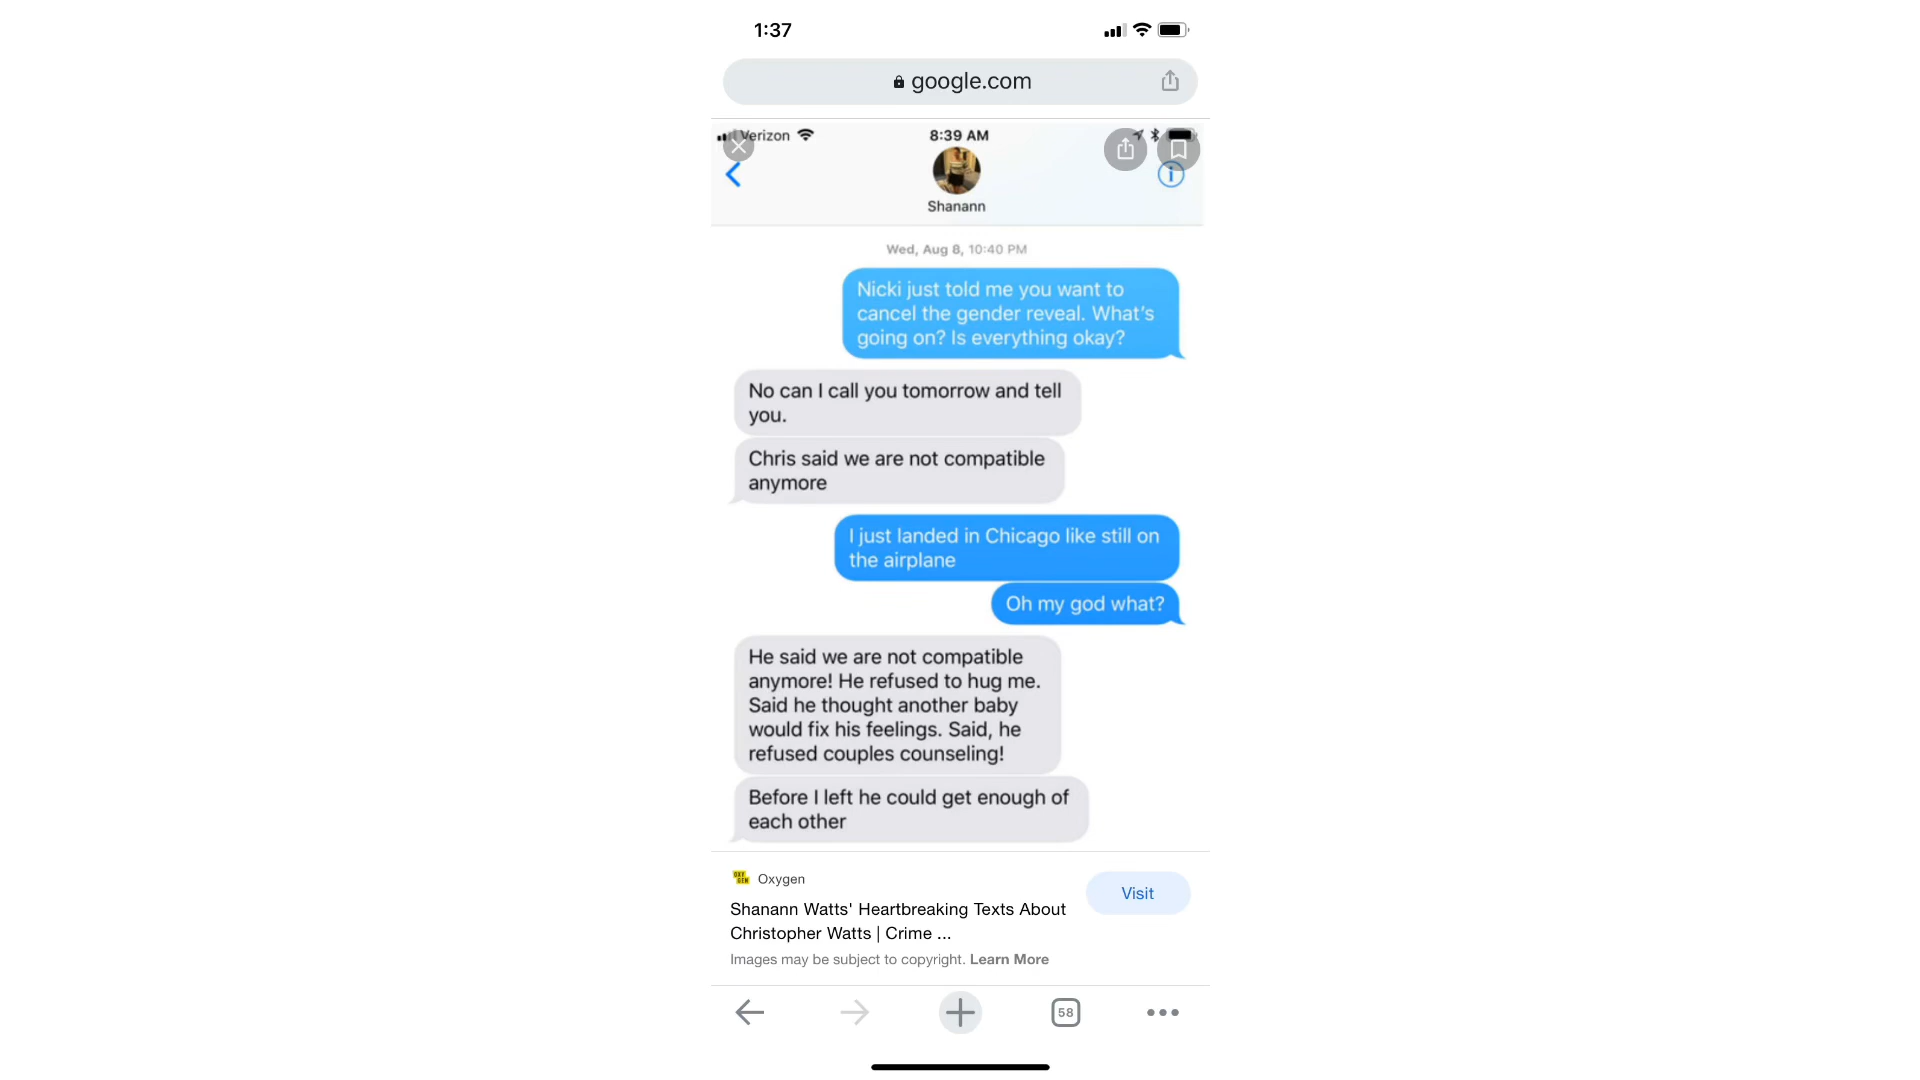 1:37
google.com
Verizon
8:39 AM
Shanann
Wed, Aug 8, 10:40 PM
Nicki just told me you want to
cancel the gender reveal. What's
going on? Is everything okay?
No can I call you tomorrow and tell
you.
Chris said we are not compatible
anymore
I just landed in Chicago like still on
the airplane
Oh my god what?
He said we are not compatible
anymore! He refused to hug me.
Said he thought another baby
would fix his feelings. Said, he
refused couples counseling!
Before I left he could get enough of
each other
OXY
GEN
Oxygen
Visit
Shanann Watts' Heartbreaking Texts About
Christopher Watts | Crime ...
Images may be subject to copyright. Learn More
58